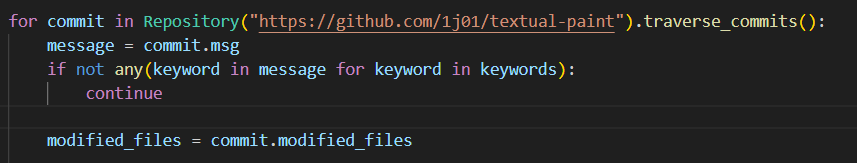 for commit in Repository("https://github.com/1j01/textual-paint").traverse_commits():
message = commit.msg
if not any(keyword in message for keyword in keywords):
continue
modified_files = commit.modified_files